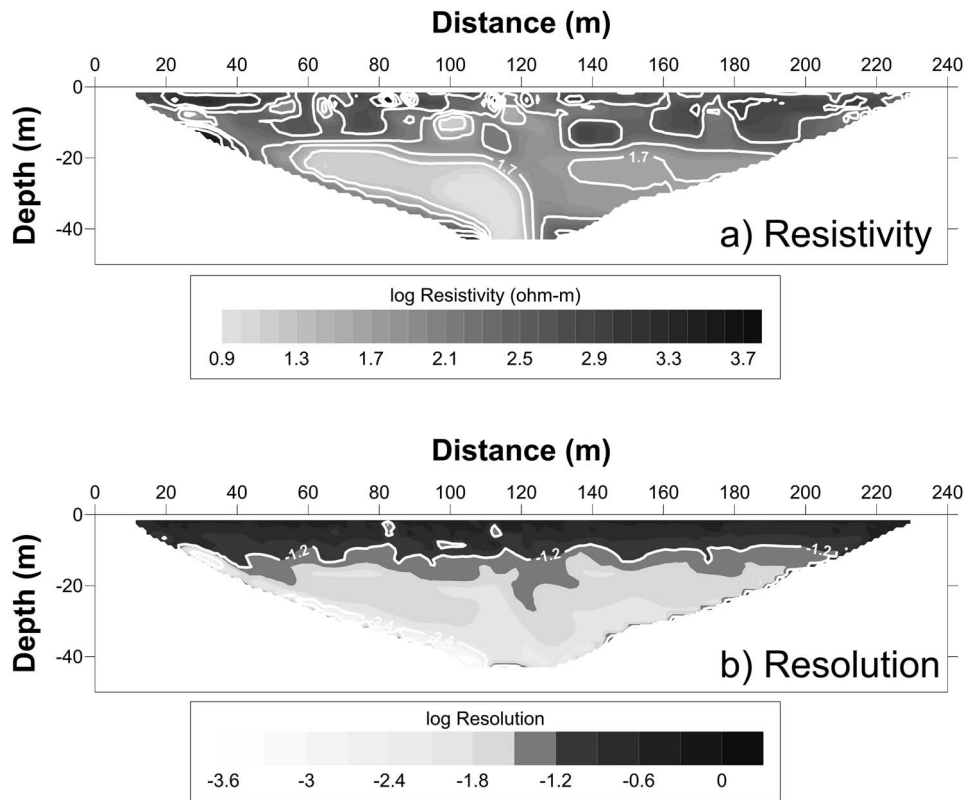 Distance (m)
0 20 40 60 80 100 120 140 160 180 200 220 240
0
-20
-40
Depth (m)
1.7
1.7
a) Resistivity
log Resistivity (ohm-m)
0.9 1.3 1.7 2.1 2.5 2.9 3.3 3.7
Distance (m)
0 20 40 60 80 100 120 140 160 180 200 220 240
0
-20
-40
Depth (m)
-1.2
-1.2
-1.2
-2.4
-2.4
b) Resolution
log Resolution
-3.6 -3 -2.4 -1.8 -1.2 -0.6 0